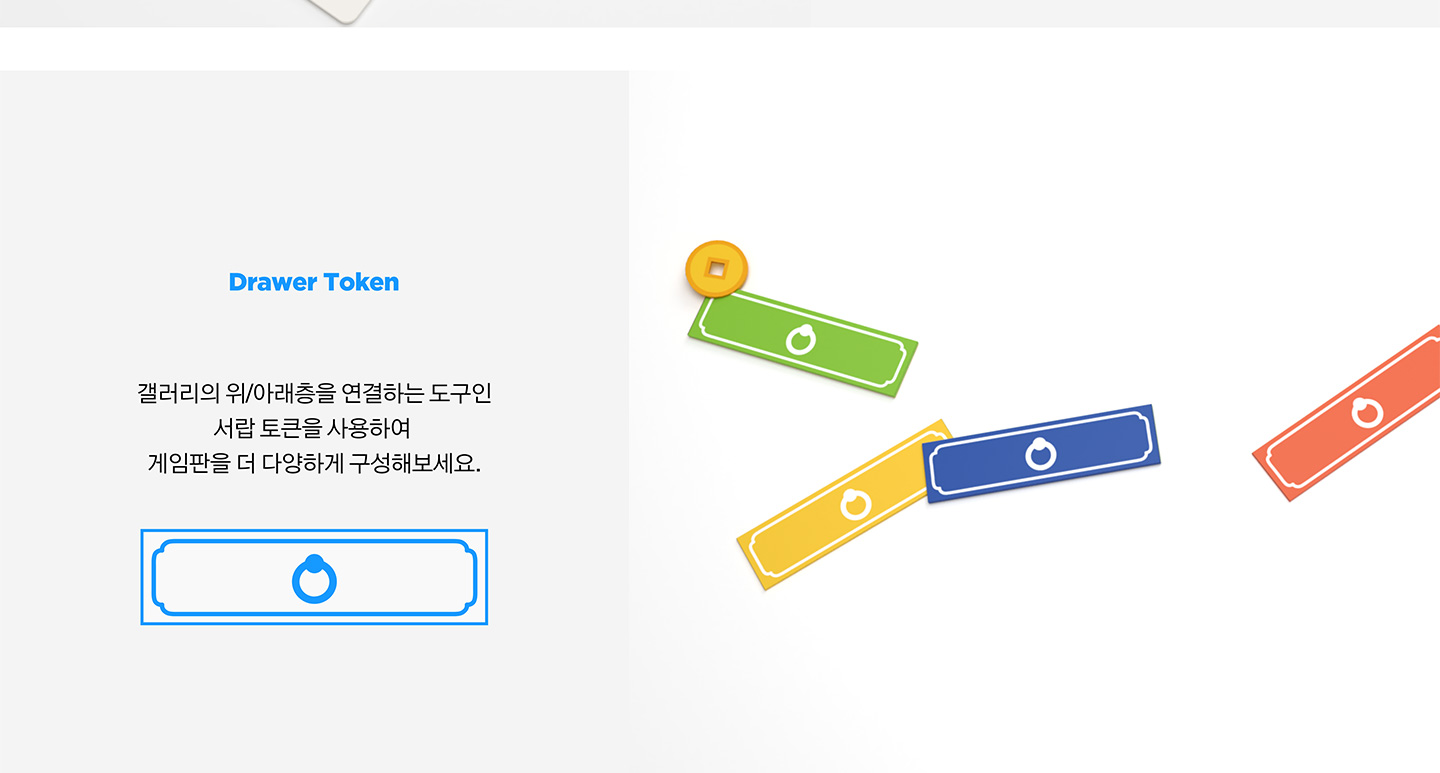 Drawer Token
갤러리의 위/아래층을 연결하는 도구인
서랍 토큰을 사용하여
게임판을 더 다양하게 구성해보세요.